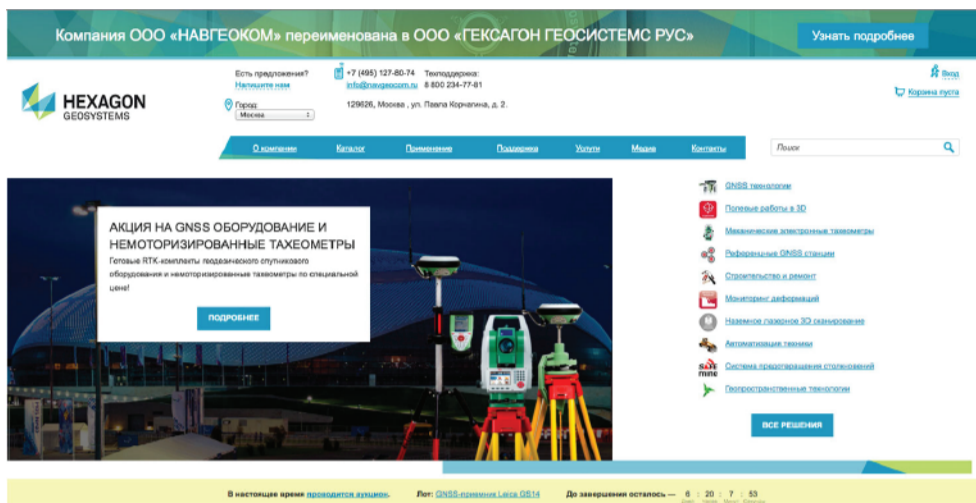 Компания ООО «НАВГЕОКОМ» переименована в ООО «ГЕКСАГОН ГЕОСИСТЕМС РУС»
Узнать подробнее
HEXAGON
GEOSYSTEMS
Есть предложения?
Напишите нам
Город:
Москва
+7 (495) 127-80-74 Техподдержка:
info@navgeocom.ru 8 800 234-77-81
129626, Москва , ул. Павла Корчагина, д. 2.
Вход
Корзина пуста
О компании Каталог Применение Поддержка Услуги Медиа Контакты
Поиск
АКЦИЯ НА GNSS ОБОРУДОВАНИЕ И
НЕМОТОРИЗИРОВАННЫЕ ТАХЕОМЕТРЫ
Готовые RTK-комплекты геодезического спутникового
оборудования и немоторизированные тахеометры по специальной
цене!
ПОДРОБНЕЕ
GNSS технологии
Полевые работы в 3D
Механические электронные тахеометры
Референцные GNSS станции
Строительство и ремонт
Мониторинг деформаций
Наземное лазерное 3D сканирование
Автоматизация техники
Система предотвращения столкновений
Геопространственные технологии
ВСЕ РЕШЕНИЯ
В настоящее время проводится аукцион. Лот: GNSS-приемник Leica GS14 До завершения осталось — 6 : 20 : 7 : 53